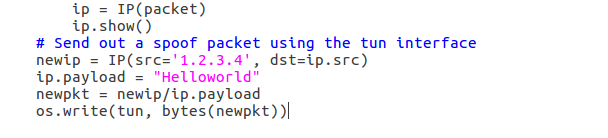 ip = IP(packet)
ip.show()
# Send out a spoof packet using the tun interface
newip = IP(src='1.2.3.4', dst=ip.src)
ip.payload = "Helloworld"
newpkt = newip/ip.payload
os.write(tun, bytes(newpkt))